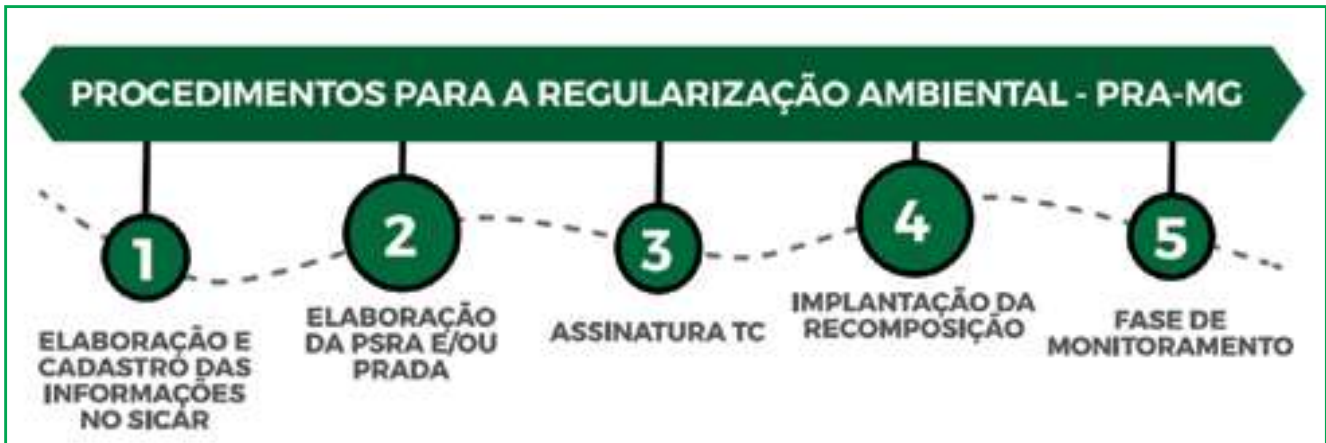 PROCEDIMENTOS PARA A REGULARIZAÇÃO AMBIENTAL - PRA-MG
1
ELABORAÇÃO E
CADASTRO DAS
INFORMAÇÕES
NO SICAR
2
ELABORAÇÃO
DA PSRA E/OU
PRADA
3
ASSINATURA TC
4
IMPLANTAÇÃO DA
RECOMPOSIÇÃO
5
FASE DE
MONITORAMENTO